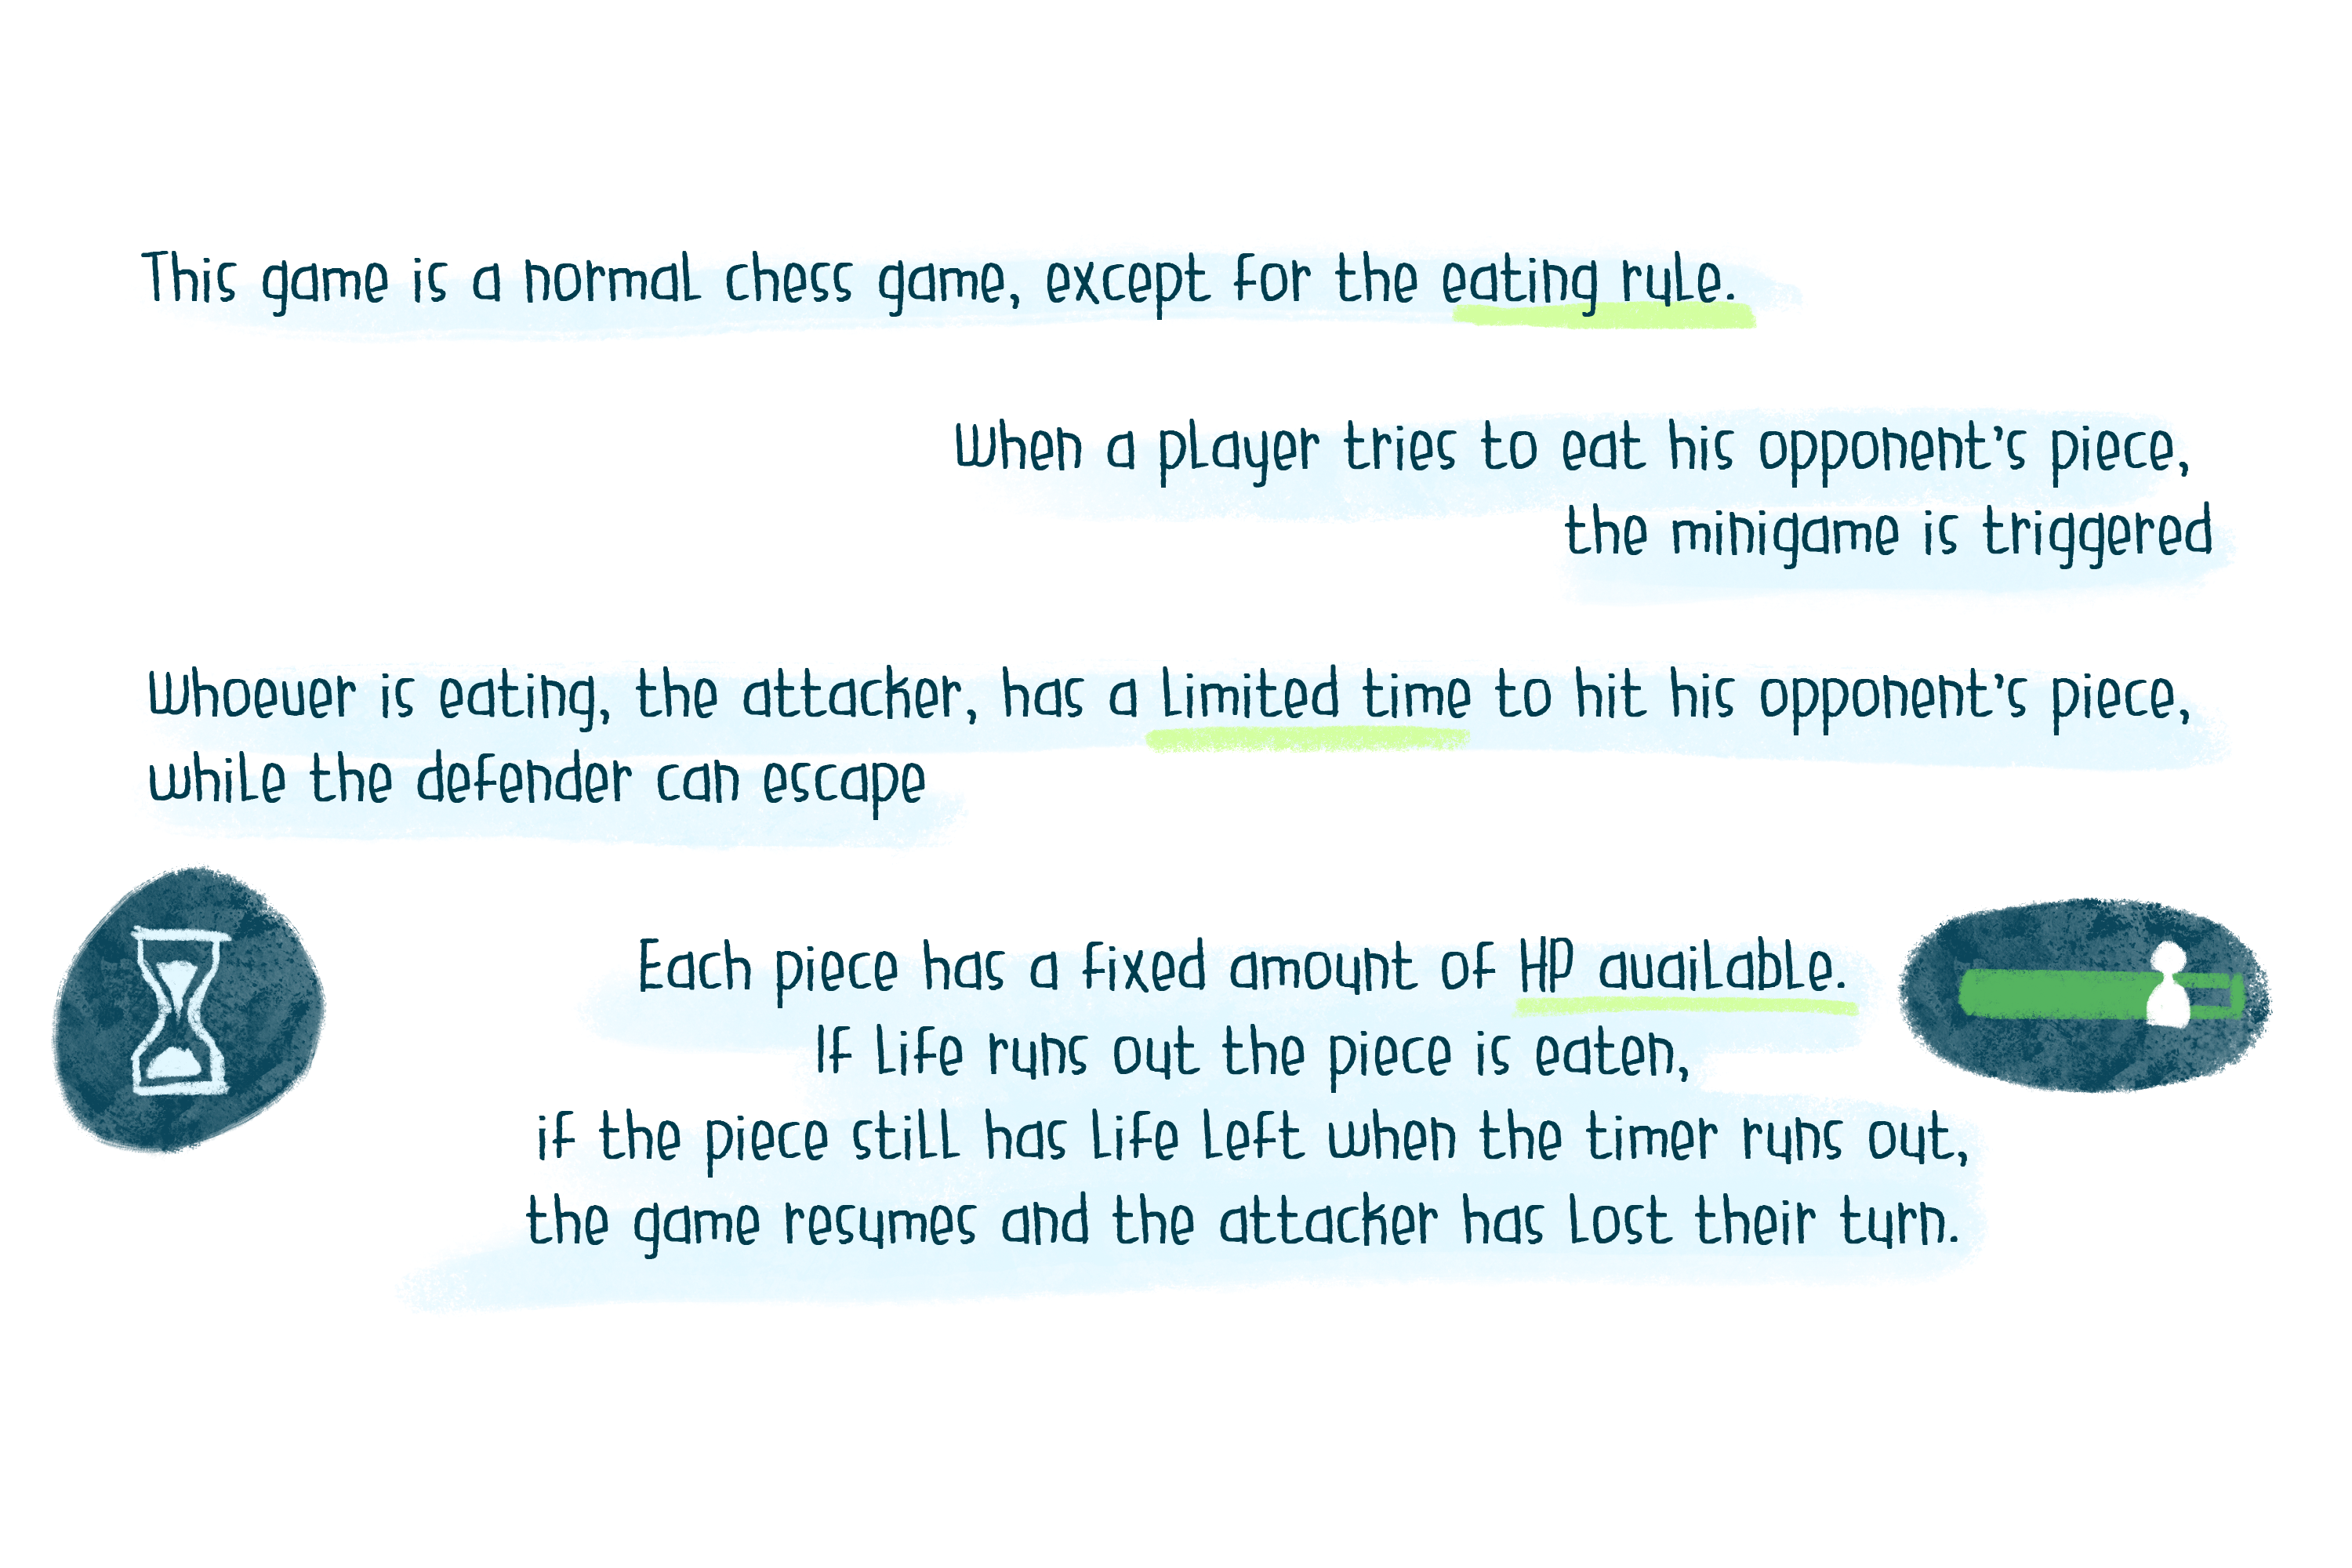 This game is a normal chess game, except for the eating rule.
When a player tries to eat his opponent's piece,
the minigame is triggered
Whoever is eating, the attacker, has a limited time to hit his opponent's piece,
while the defender can escape
Each piece has a fixed amount of HP available.
If life runs out the piece is eaten,
if the piece still has life left when the timer runs out,
the game resumes and the attacker has lost their turn.